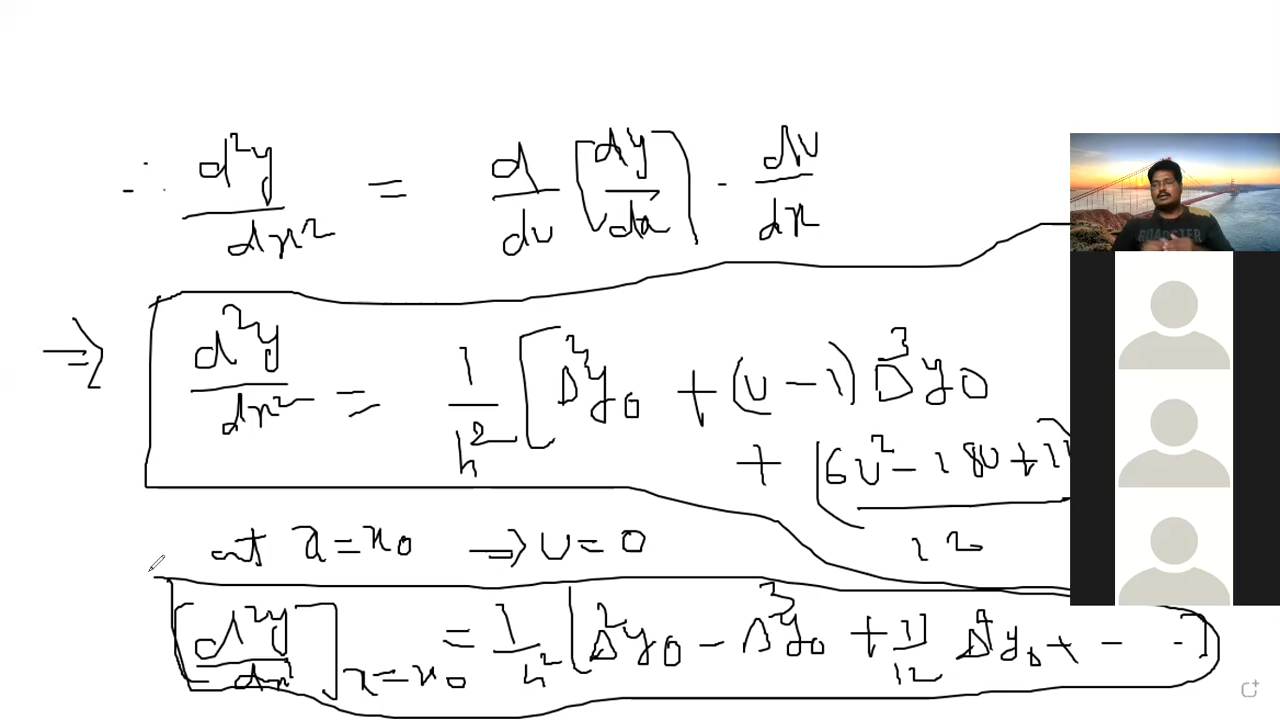 ∴ d²y/dx² = d/du [dy/dx] · du/dx
⇒ d²y/dx² = 1/h² [Δ²y₀ + (u − 1) Δ³y₀
+ (6u² − 18u + 11)/12
at x = x₀ ⇒ u = 0
[d²y/dx²]ₓ₌ₓ₀ = 1/h² [Δ²y₀ − Δ³y₀ + 11/12 Δ⁴y₀ + - - ]
ROADSTER